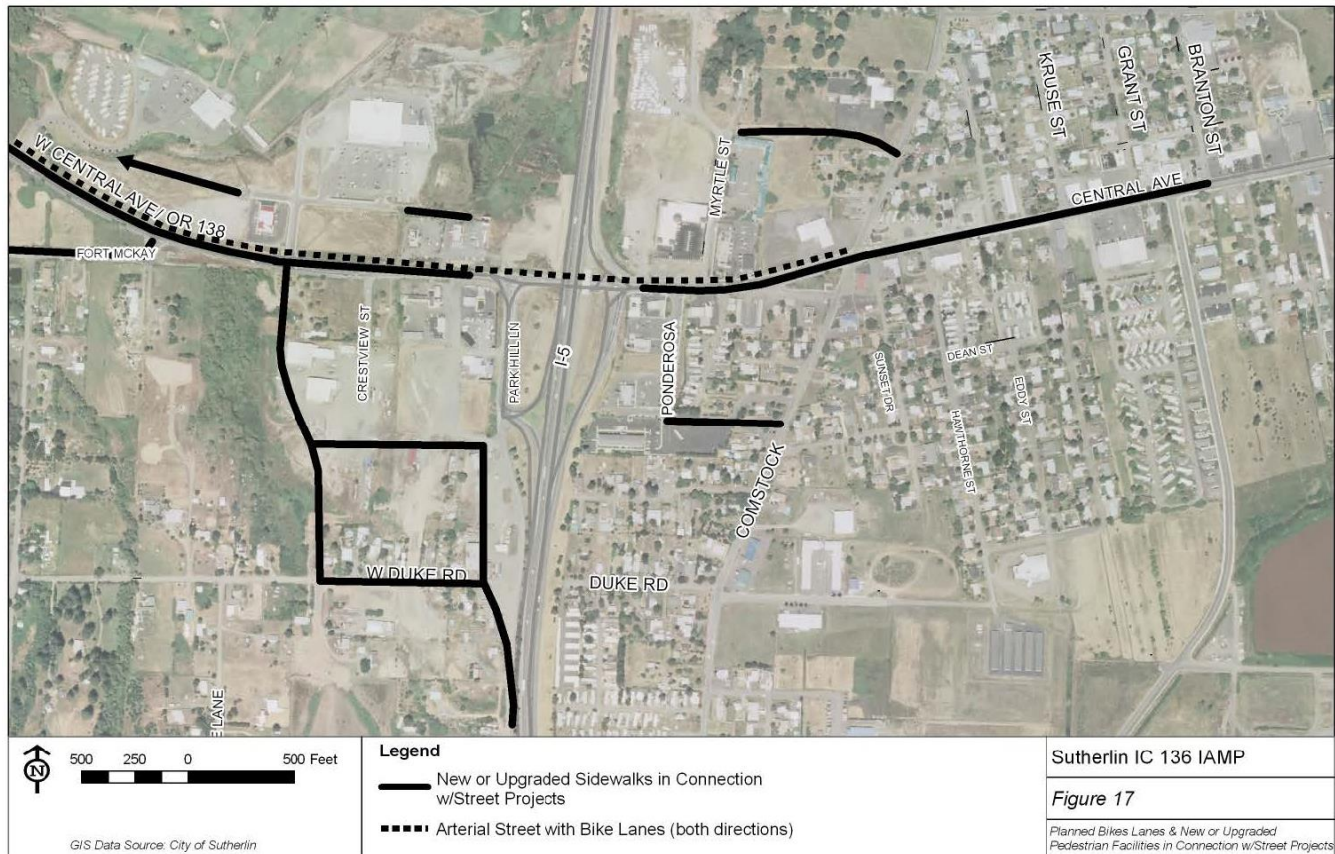 KRUSE ST
GRANT ST
BRANTON ST
W CENTRAL AVE/ OR 138
MYRTLE ST
CENTRAL AVE
FORT MCKAY
CRESTVIEW ST
PARK HILL LN
I-5
PONDEROSA
SUNSET DR
DEAN ST
EDDY ST
HAWTHORNE ST
COMSTOCK
W DUKE RD
DUKE RD
E LANE
N
500 250 0 500 Feet
GIS Data Source: City of Sutherlin
Legend
New or Upgraded Sidewalks in Connection
w/Street Projects
Arterial Street with Bike Lanes (both directions)
Sutherlin IC 136 IAMP
Figure 17
Planned Bikes Lanes & New or Upgraded
Pedestrian Facilities in Connection w/Street Projects